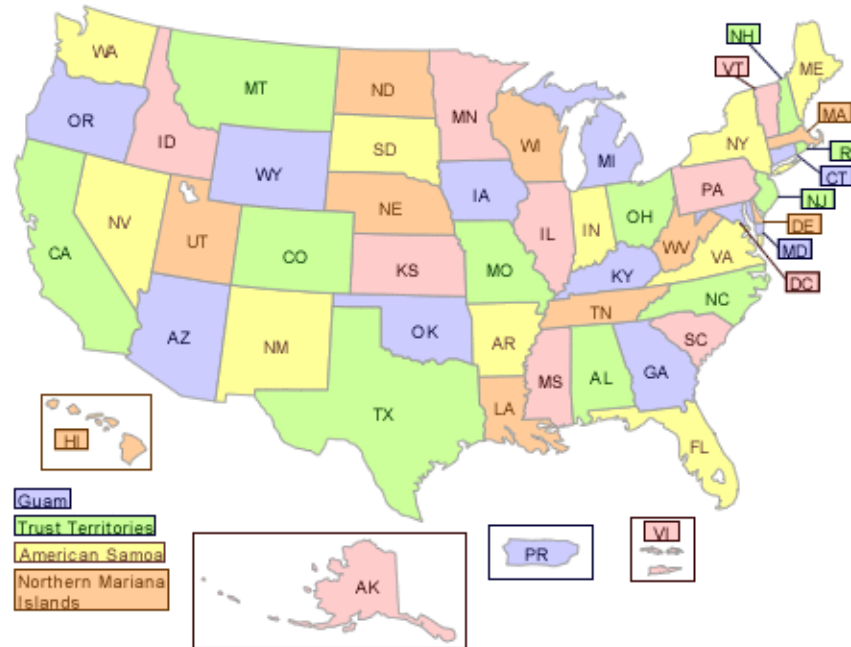 NH
WA
VT
ME
MT
ND
MN
MA
OR
ID
WI
NY
R
SD
MI
CT
WY
PA
IA
NJ
NE
OH
NV
IL
IN
DE
UT
WV
CA
CO
MD
VA
KS
MO
KY
DC
NC
TN
OK
AZ
AR
SC
NM
MS
AL
GA
TX
LA
HI
FL
Guam
Trust Territories
American Samoa
Northern Mariana
Islands
VI
PR
AK